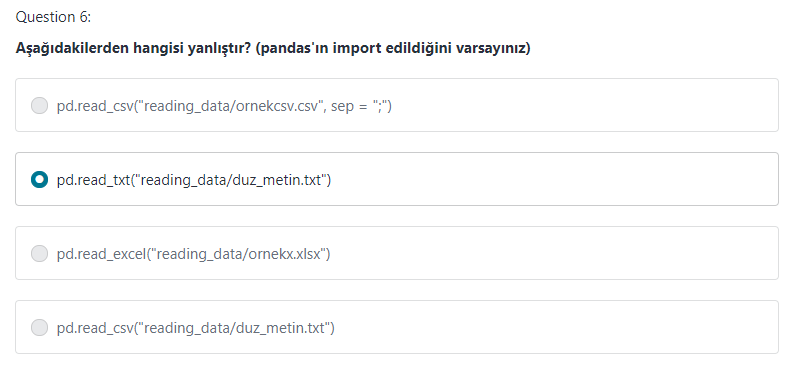 Question 6:
Aşağıdakilerden hangisi yanlıştır? (pandas'ın import edildiğini varsayınız)
pd.read_csv("reading_data/ornekcsv.csv", sep = ";")
pd.read_txt("reading_data/duz_metin.txt")
pd.read_excel("reading_data/ornekx.xlsx")
pd.read_csv("reading_data/duz_metin.txt")